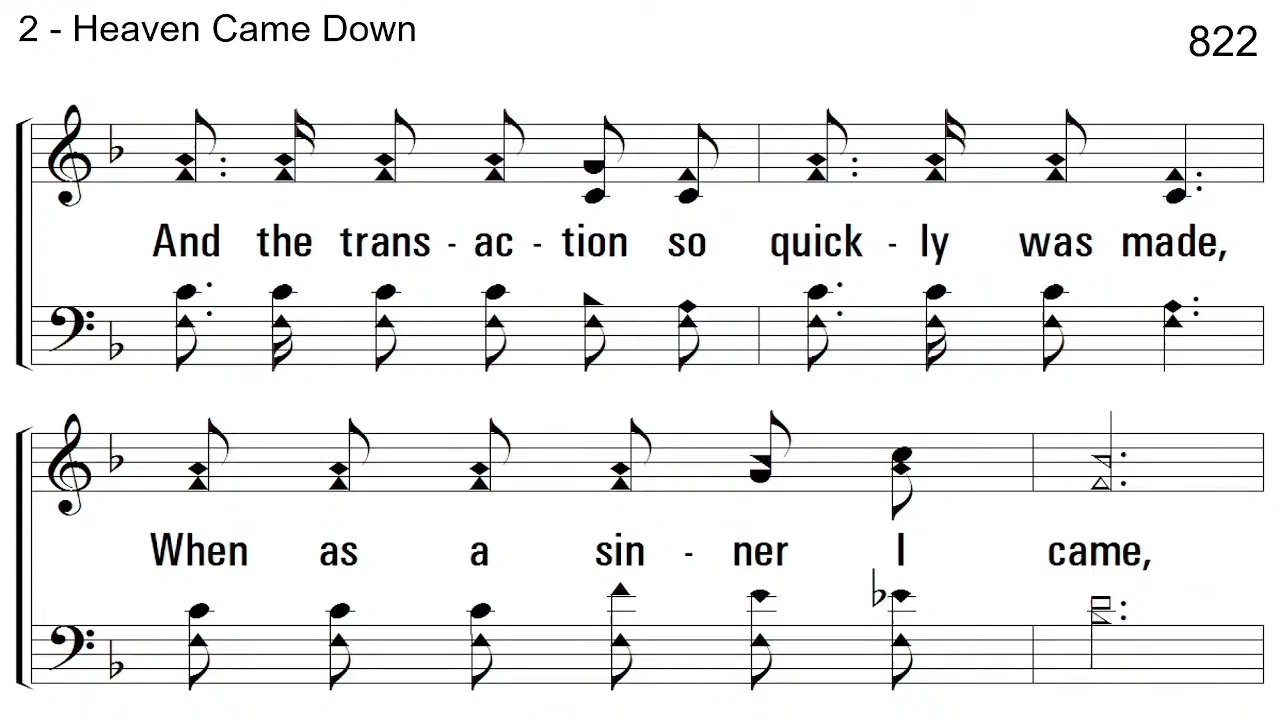 2 - Heaven Came Down
822
And the trans - ac - tion so quick - ly was made,
When as a sin - ner I came,